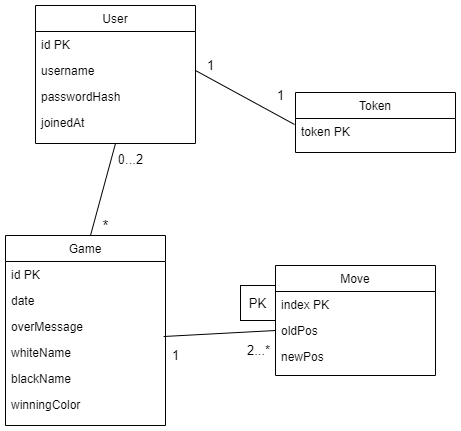 User
id PK
username
passwordHash
joinedAt
1
1
Token
token PK
0...2
*
Game
id PK
date
overMessage
whiteName
blackName
winningColor
1
2...*
PK
Move
index PK
oldPos
newPos